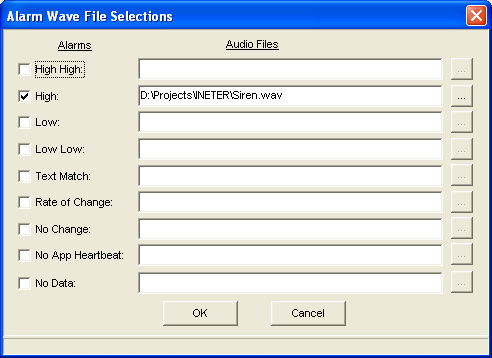 Alarm Wave File Selections
Alarms Audio Files
High High: ...
High: D:\Projects\INETER\Siren.wav ...
Low: ...
Low Low: ...
Text Match: ...
Rate of Change: ...
No Change: ...
No App Heartbeat: ...
No Data: ...
OK Cancel